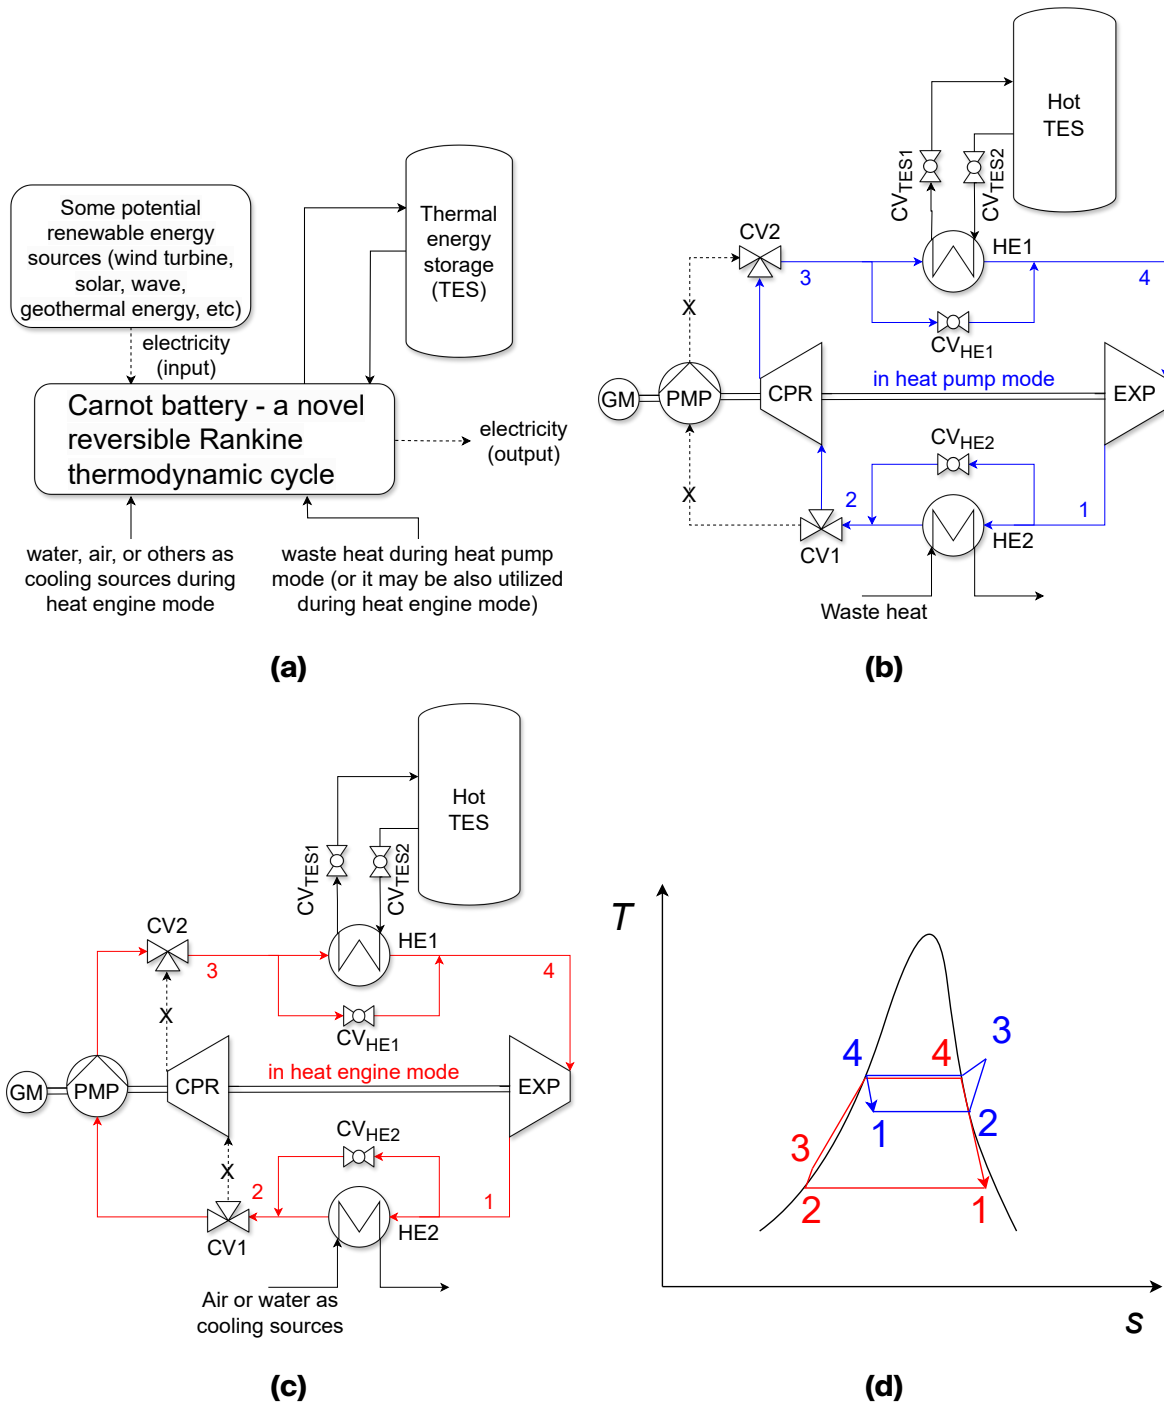 Some potential
renewable energy
sources (wind turbine,
solar, wave,
geothermal energy, etc)
electricity
(input)
Thermal
energy
storage
(TES)
Carnot battery - a novel
reversible Rankine
thermodynamic cycle
electricity
(output)
water, air, or others as
cooling sources during
heat engine mode
waste heat during heat pump
mode (or it may be also utilized
during heat engine mode)
(a)
Hot
TES
CVTES1
CVTES2
CV2
3
HE1
4
X
CVHE1
GM
PMP
CPR
in heat pump mode
EXP
CVHE2
X
2
1
CV1
HE2
Waste heat
(b)
Hot
TES
CVTES1
CVTES2
CV2
3
HE1
4
X
CVHE1
GM
PMP
CPR
in heat engine mode
EXP
CVHE2
X
2
1
CV1
HE2
Air or water as
cooling sources
(c)
T
3
4
4
1
2
3
2
1
s
(d)